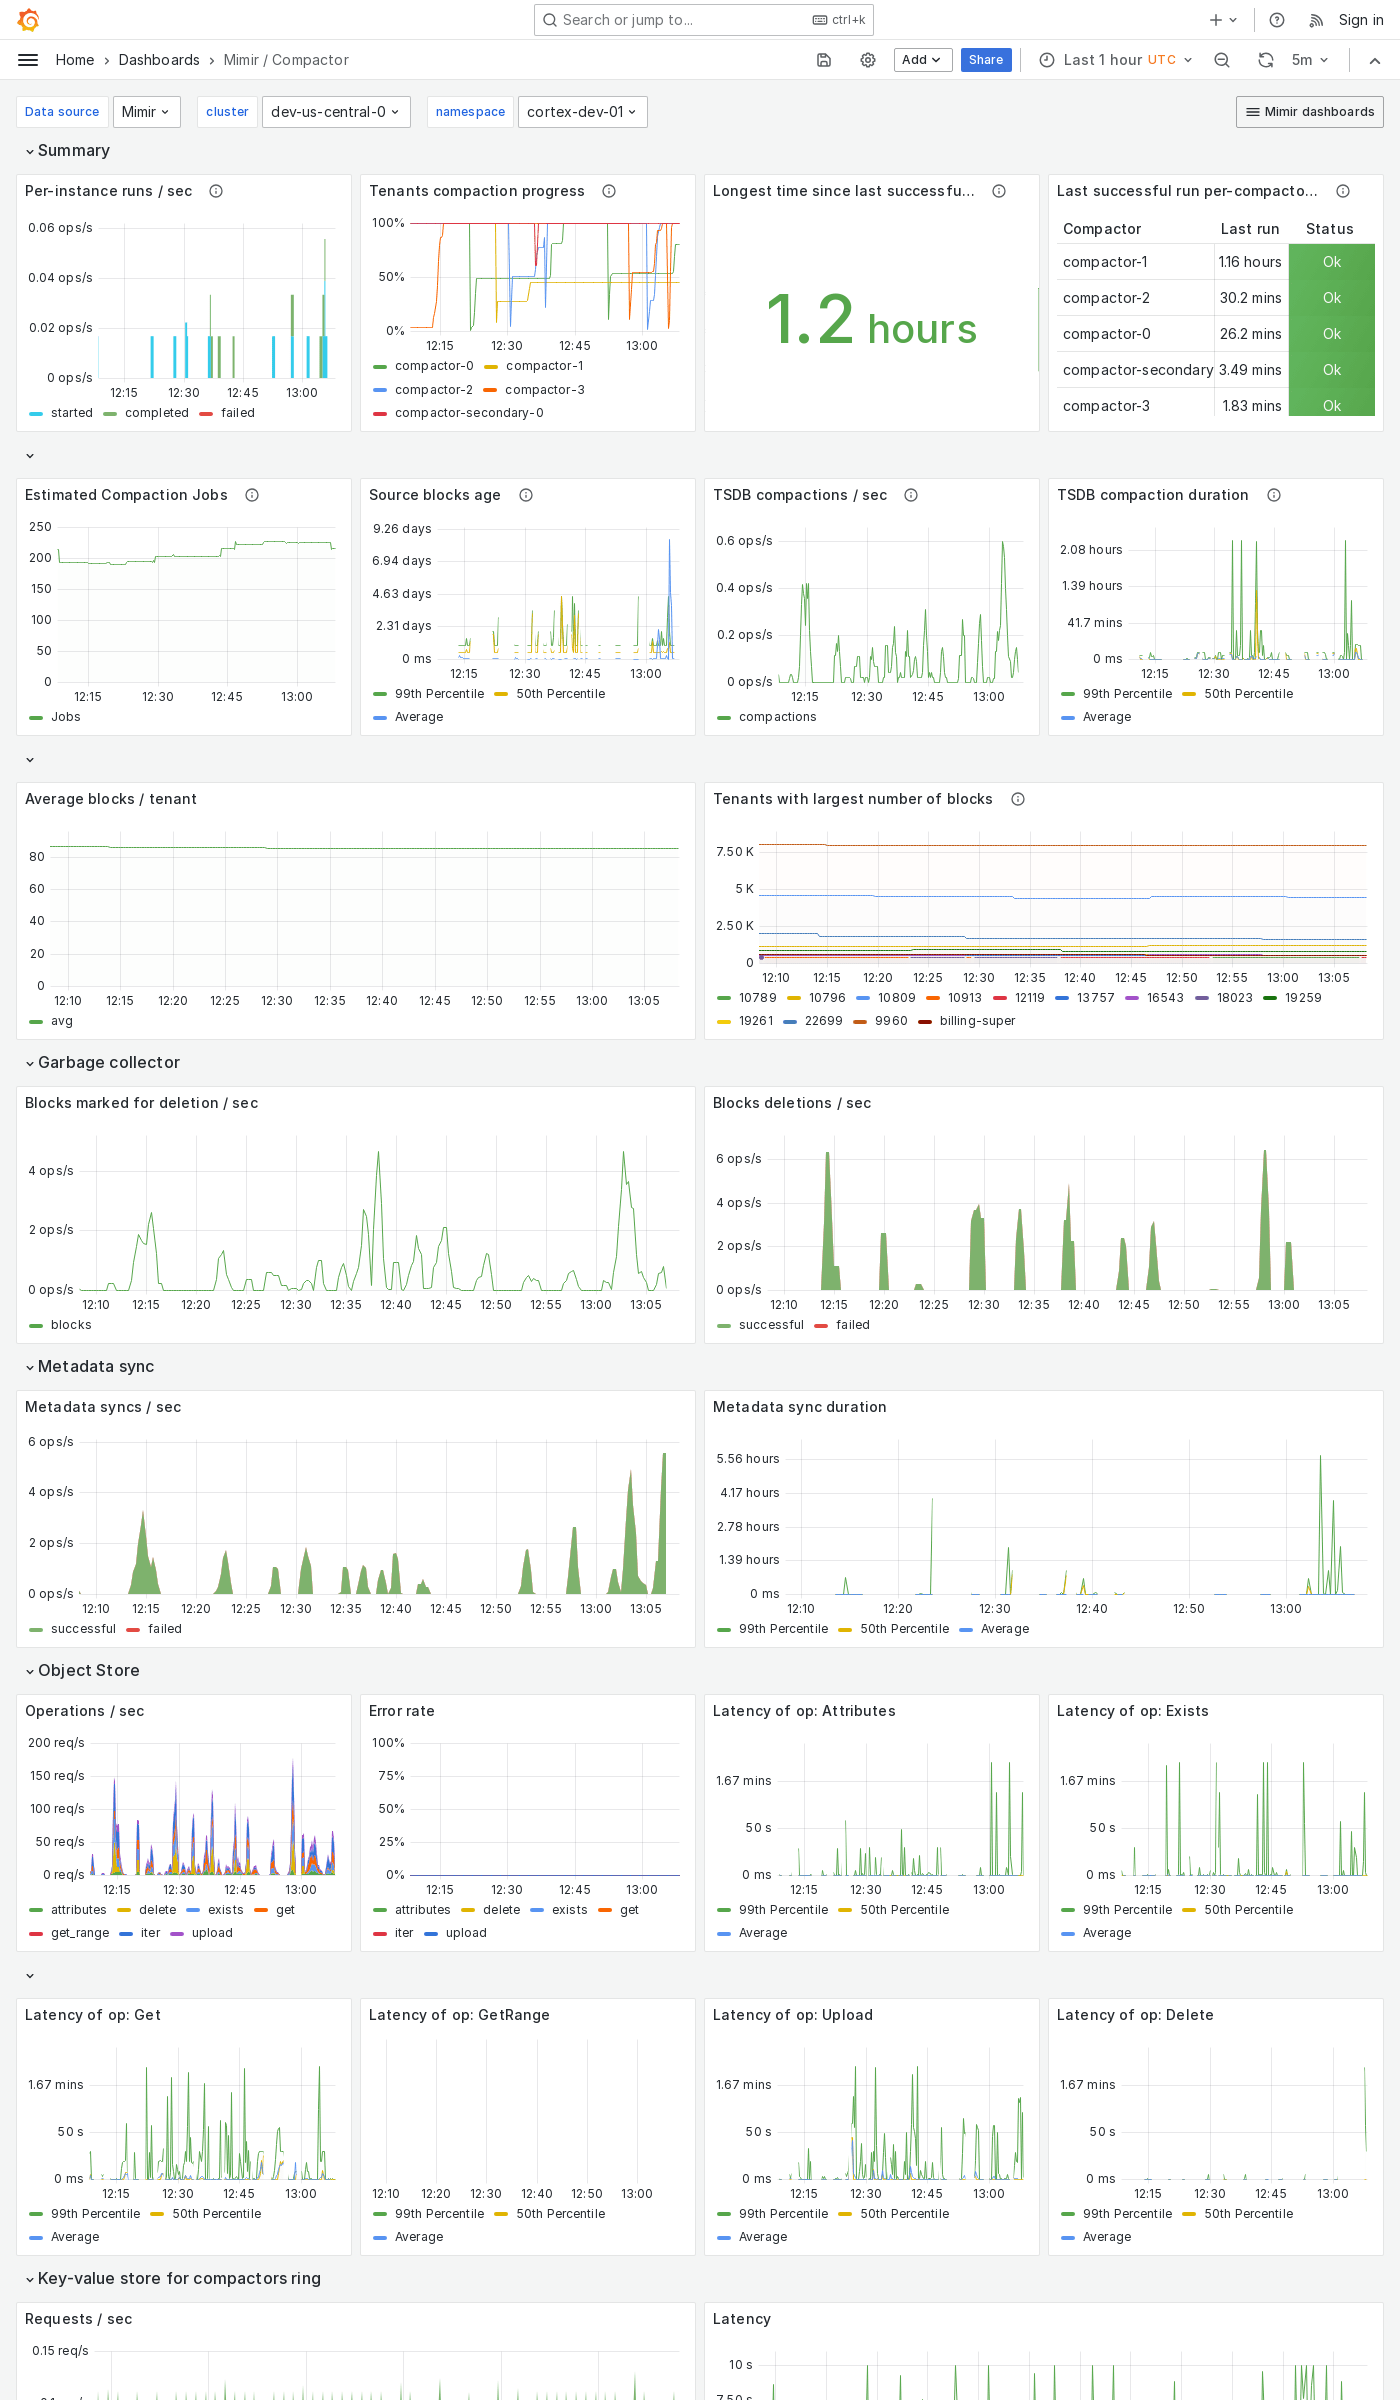 Search or jump to...
ctrl+k
Sign in
Home
Dashboards
Mimir / Compactor
Add
Share
Last 1 hour UTC
5m
Data source
Mimir
cluster
dev-us-central-0
namespace
cortex-dev-01
Mimir dashboards
Summary
Per-instance runs / sec
0.06 ops/s
0.04 ops/s
0.02 ops/s
0 ops/s
12:15 12:30 12:45 13:00
started completed failed
Tenants compaction progress
100%
50%
0%
12:15 12:30 12:45 13:00
compactor-0 compactor-1
compactor-2 compactor-3
compactor-secondary-0
Longest time since last successfu...
1.2 hours
Last successful run per-compacto...
Compactor Last run Status
compactor-1 1.16 hours Ok
compactor-2 30.2 mins Ok
compactor-0 26.2 mins Ok
compactor-secondary 3.49 mins Ok
compactor-3 1.83 mins Ok
Estimated Compaction Jobs
250
200
150
100
50
0
12:15 12:30 12:45 13:00
Jobs
Source blocks age
9.26 days
6.94 days
4.63 days
2.31 days
0 ms
12:15 12:30 12:45 13:00
99th Percentile 50th Percentile
Average
TSDB compactions / sec
0.6 ops/s
0.4 ops/s
0.2 ops/s
0 ops/s
12:15 12:30 12:45 13:00
compactions
TSDB compaction duration
2.08 hours
1.39 hours
41.7 mins
0 ms
12:15 12:30 12:45 13:00
99th Percentile 50th Percentile
Average
Average blocks / tenant
80
60
40
20
0
12:10 12:15 12:20 12:25 12:30 12:35 12:40 12:45 12:50 12:55 13:00 13:05
avg
Tenants with largest number of blocks
7.50 K
5 K
2.50 K
0
12:10 12:15 12:20 12:25 12:30 12:35 12:40 12:45 12:50 12:55 13:00 13:05
10789 10796 10809 10913 12119 13757 16543 18023 19259
19261 22699 9960 billing-super
Garbage collector
Blocks marked for deletion / sec
4 ops/s
2 ops/s
0 ops/s
12:10 12:15 12:20 12:25 12:30 12:35 12:40 12:45 12:50 12:55 13:00 13:05
blocks
Blocks deletions / sec
6 ops/s
4 ops/s
2 ops/s
0 ops/s
12:10 12:15 12:20 12:25 12:30 12:35 12:40 12:45 12:50 12:55 13:00 13:05
successful failed
Metadata sync
Metadata syncs / sec
6 ops/s
4 ops/s
2 ops/s
0 ops/s
12:10 12:15 12:20 12:25 12:30 12:35 12:40 12:45 12:50 12:55 13:00 13:05
successful failed
Metadata sync duration
5.56 hours
4.17 hours
2.78 hours
1.39 hours
0 ms
12:10 12:20 12:30 12:40 12:50 13:00
99th Percentile 50th Percentile Average
Object Store
Operations / sec
200 req/s
150 req/s
100 req/s
50 req/s
0 req/s
12:15 12:30 12:45 13:00
attributes delete exists get
get_range iter upload
Error rate
100%
75%
50%
25%
0%
12:15 12:30 12:45 13:00
attributes delete exists get
iter upload
Latency of op: Attributes
1.67 mins
50 s
0 ms
12:15 12:30 12:45 13:00
99th Percentile 50th Percentile
Average
Latency of op: Exists
1.67 mins
50 s
0 ms
12:15 12:30 12:45 13:00
99th Percentile 50th Percentile
Average
Latency of op: Get
1.67 mins
50 s
0 ms
12:15 12:30 12:45 13:00
99th Percentile 50th Percentile
Average
Latency of op: GetRange
12:10 12:20 12:30 12:40 12:50 13:00
99th Percentile 50th Percentile
Average
Latency of op: Upload
1.67 mins
50 s
0 ms
12:15 12:30 12:45 13:00
99th Percentile 50th Percentile
Average
Latency of op: Delete
1.67 mins
50 s
0 ms
12:15 12:30 12:45 13:00
99th Percentile 50th Percentile
Average
Key-value store for compactors ring
Requests / sec
0.15 req/s
Latency
10 s